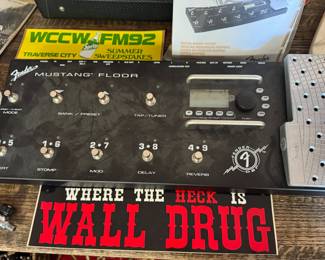 WCCW-FM92
TRAVERSE CITY
SUMMER
SWEEPSTAKES
Fender
MUSTANG FLOOR
MODE
BANK / PRESET
TAP/TUNER
1•6
2•7
3•8
4•9
STOMP
MOD
DELAY
REVERB
WHERE THE HECK IS
WALL DRUG